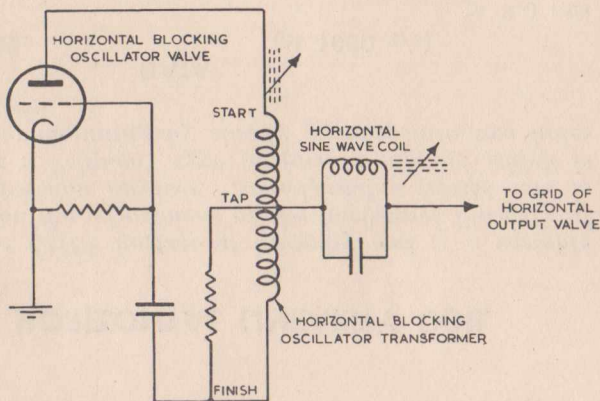 HORIZONTAL BLOCKING
OSCILLATOR VALVE
START
HORIZONTAL
SINE WAVE COIL
TAP
TO GRID OF
HORIZONTAL
OUTPUT VALVE
HORIZONTAL BLOCKING
OSCILLATOR TRANSFORMER
FINISH